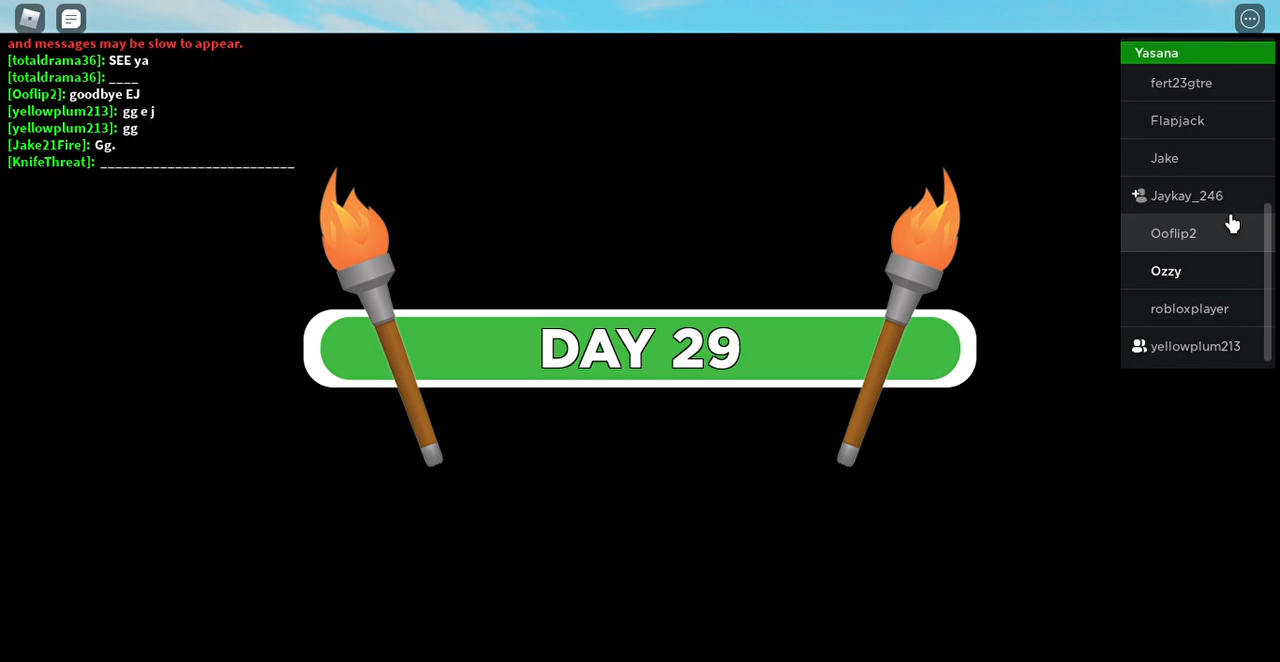 and messages may be slow to appear.
[totaldrama36]: SEE ya
[totaldrama36]: ____
[Ooflip2]: goodbye EJ
[yellowplum213]: gg e j
[yellowplum213]: gg
[Jake21Fire]: Gg.
[KnifeThreat]: __________________________
DAY 29
Yasana
fert23gtre
Flapjack
Jake
Jaykay_246
Ooflip2
Ozzy
robloxplayer
yellowplum213